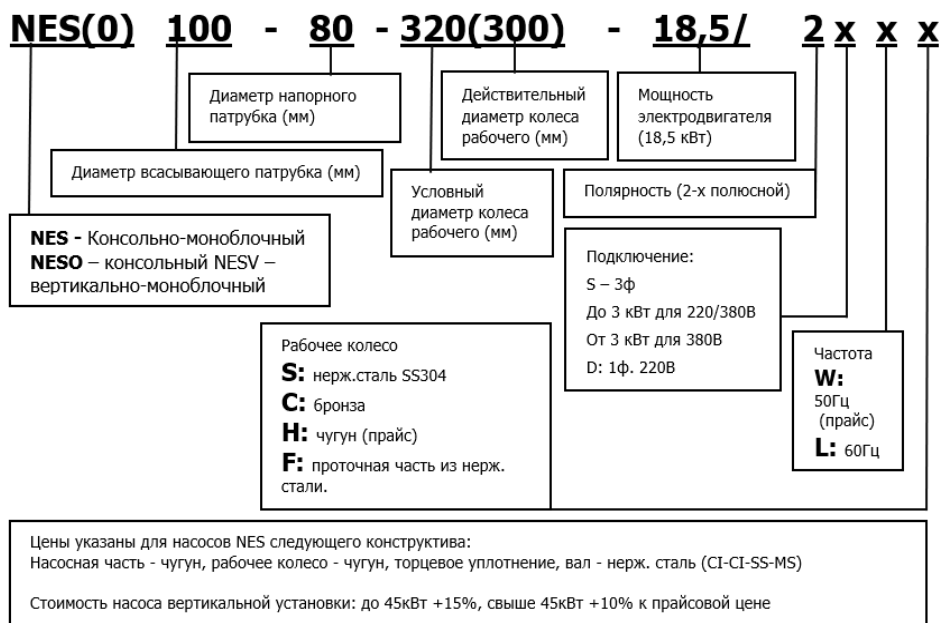 NES(0) 100 - 80 - 320(300) - 18,5/ 2 x x x
Диаметр напорного
патрубка (мм)
Действительный
диаметр колеса
рабочего (мм)
Мощность
электродвигателя
(18,5 кВт)
Диаметр всасывающего патрубка (мм)
Условный
диаметр колеса
рабочего (мм)
Полярность (2-х полюсной)
NES - Консольно-моноблочный
NESO – консольный NESV –
вертикально-моноблочный
Подключение:
S – 3ф
До 3 кВт для 220/380В
От 3 кВт для 380В
D: 1ф. 220В
Рабочее колесо
S: нерж.сталь SS304
C: бронза
H: чугун (прайс)
F: проточная часть из нерж.
стали.
Частота
W:
50Гц
(прайс)
L: 60Гц
Цены указаны для насосов NES следующего конструктива:
Насосная часть - чугун, рабочее колесо - чугун, торцевое уплотнение, вал - нерж. сталь (CI-CI-SS-MS)
Стоимость насоса вертикальной установки: до 45кВт +15%, свыше 45кВт +10% к прайсовой цене